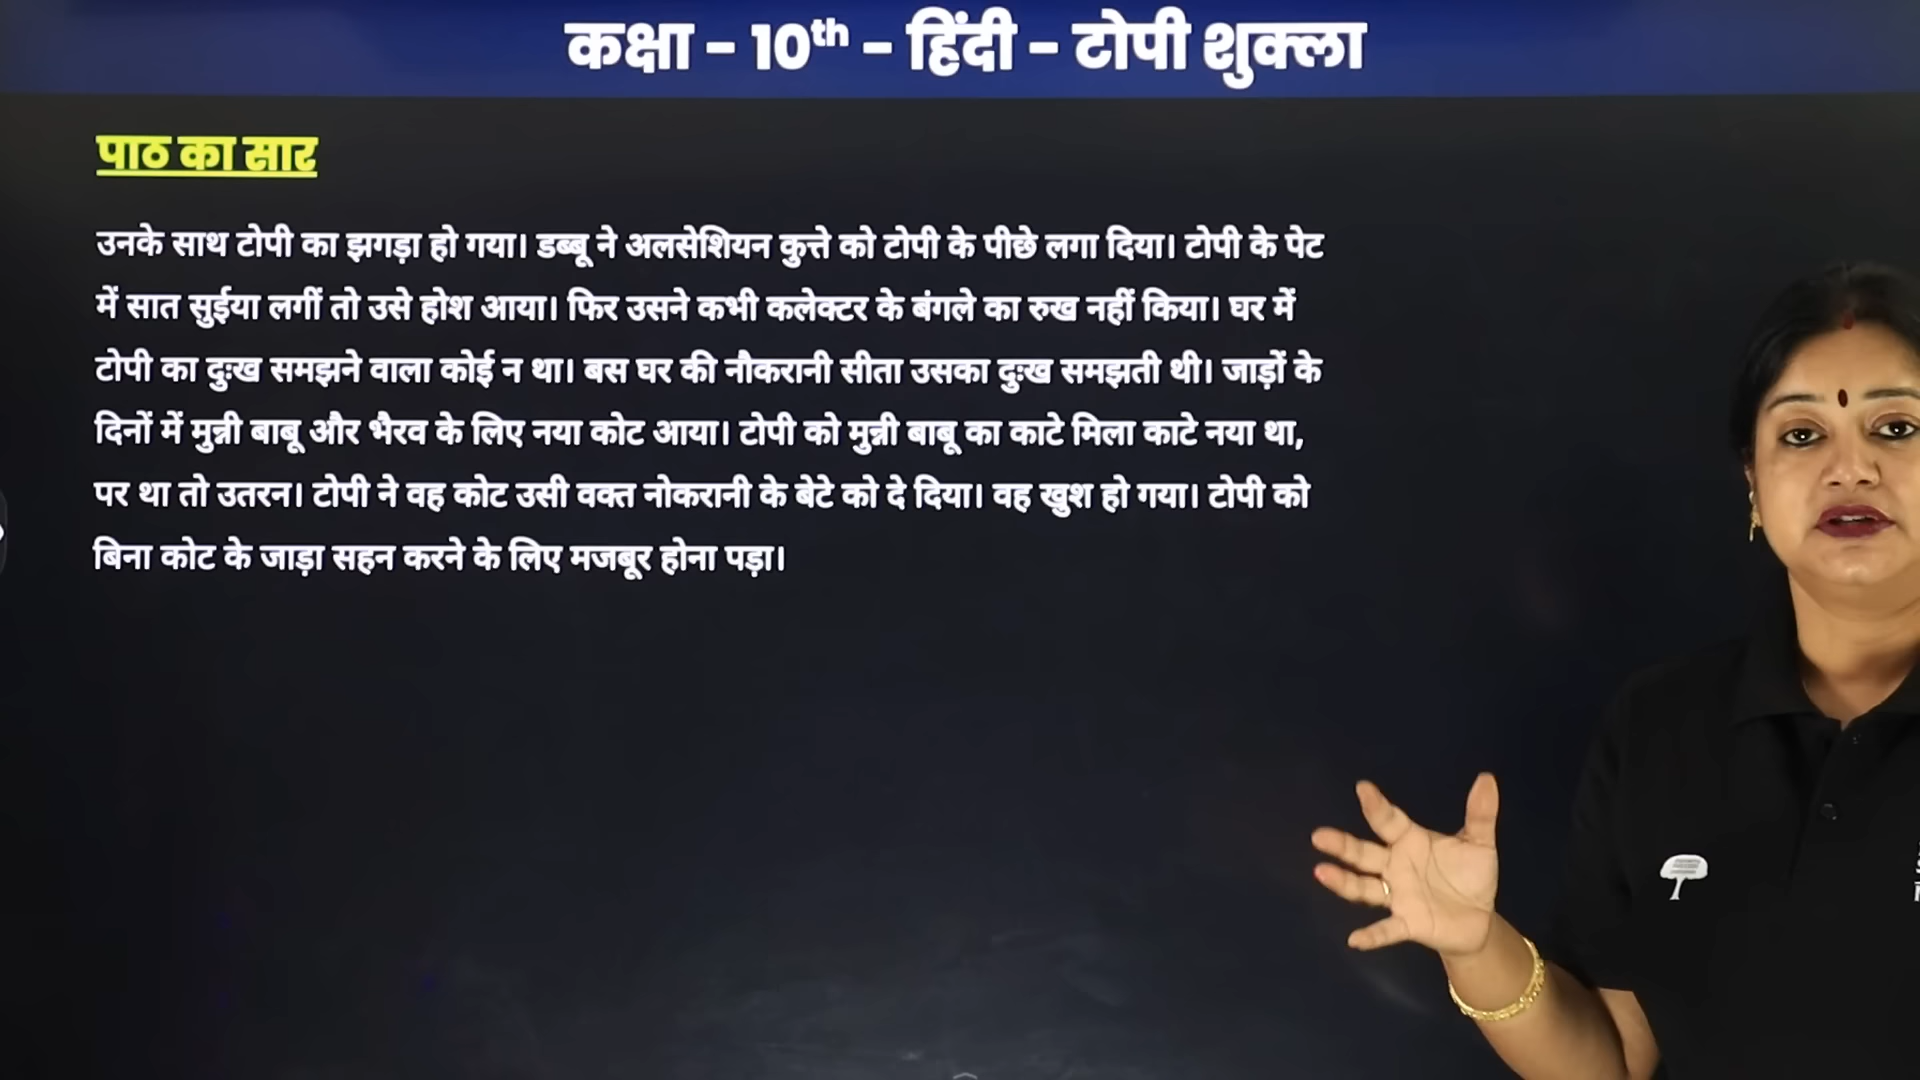 कक्षा – 10th – हिंदी – टोपी शुक्ला
पाठ का सार
उनके साथ टोपी का झगड़ा हो गया। डब्बू ने अलसेशियन कुत्ते को टोपी के पीछे लगा दिया। टोपी के पेट
में सात सुईया लगीं तो उसे होश आया। फिर उसने कभी कलेक्टर के बंगले का रुख नहीं किया। घर में
टोपी का दुःख समझने वाला कोई न था। बस घर की नौकरानी सीता उसका दुःख समझती थी। जाड़ों के
दिनों में मुन्नी बाबू और भैरव के लिए नया कोट आया। टोपी को मुन्नी बाबू का काटे मिला काटे नया था,
पर था तो उतरन। टोपी ने वह कोट उसी वक्त नोकरानी के बेटे को दे दिया। वह खुश हो गया। टोपी को
बिना कोट के जाड़ा सहन करने के लिए मजबूर होना पड़ा।